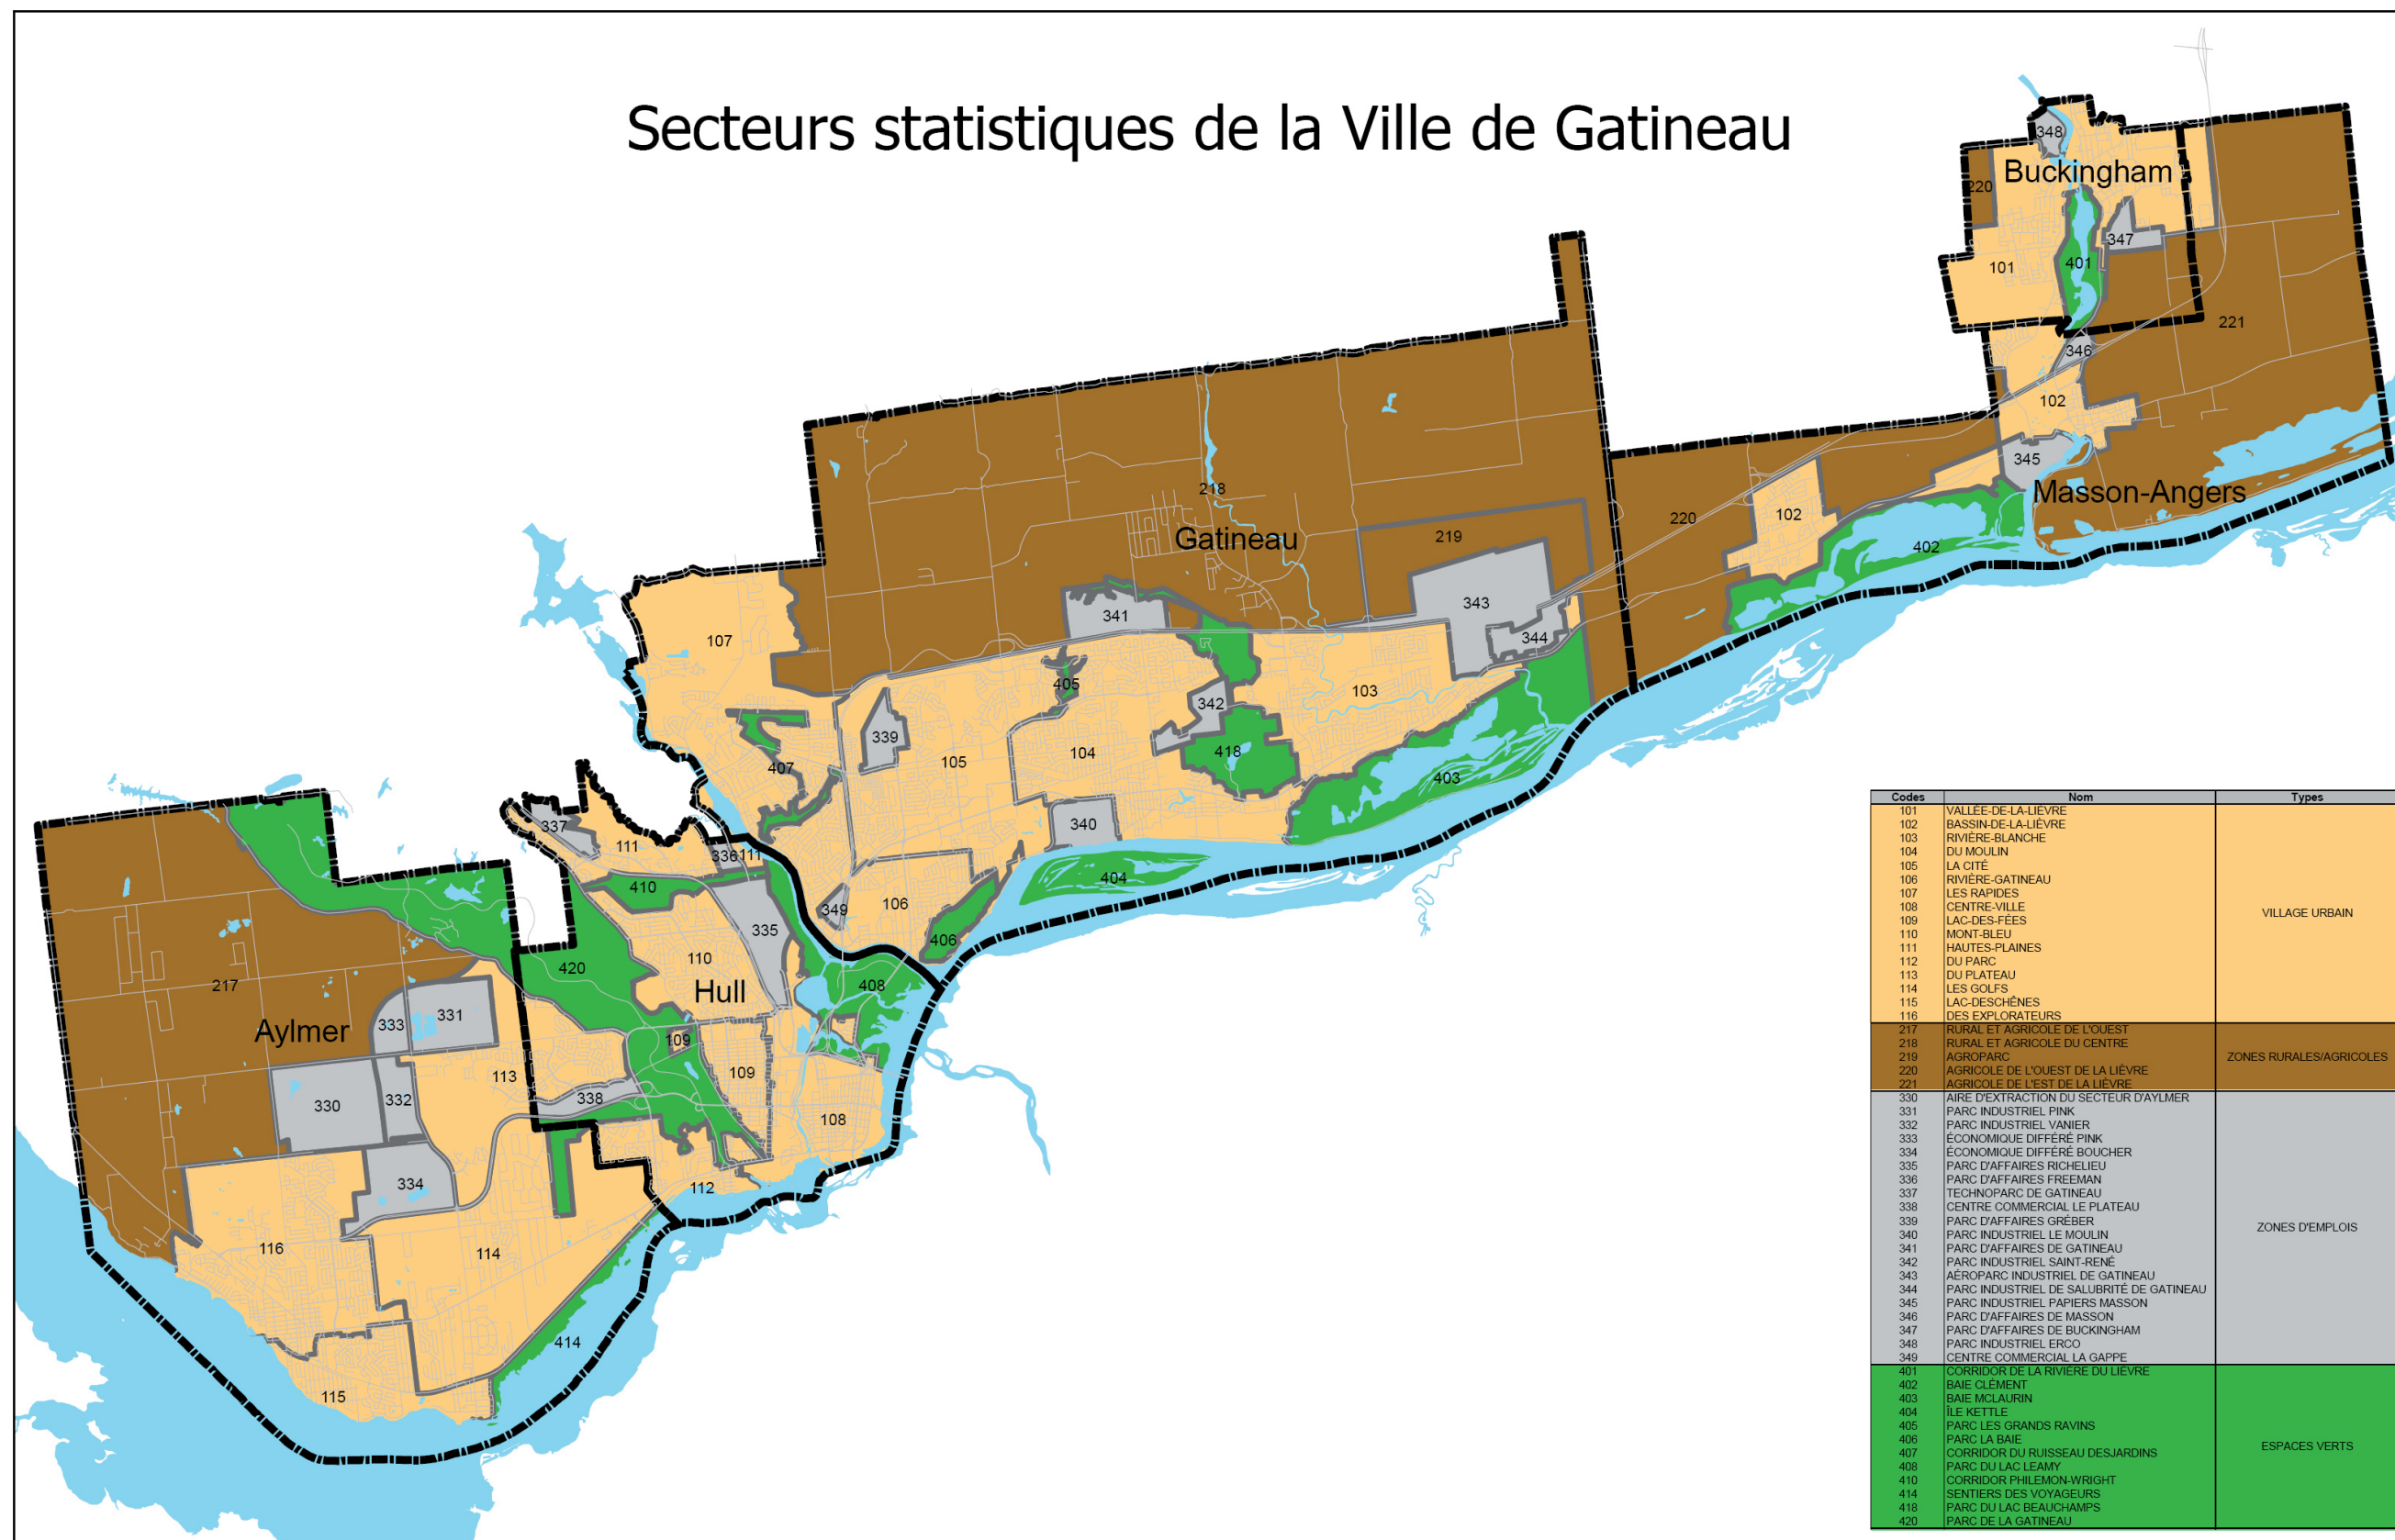 Secteurs statistiques de la Ville de Gatineau
348
Buckingham
220
347
401
101
221
346
102
345
Masson-Angers
218
102
220
402
Gatineau
219
343
341
344
107
405
103
342
339
418
105
104
407
403
340
337
111
336
111
404
410
349
106
335
406
110
420
408
217
Hull
331
333
Aylmer
109
113
109
338
332
330
108
334
112
116
114
414
115
Codes Nom Types
101 VALLÉE-DE-LA-LIÈVRE
102 BASSIN-DE-LA-LIÈVRE
103 RIVIÈRE-BLANCHE
104 DU MOULIN
105 LA CITÉ
106 RIVIÈRE-GATINEAU
107 LES RAPIDES
108 CENTRE-VILLE
VILLAGE URBAIN
109 LAC-DES-FÉES
110 MONT-BLEU
111 HAUTES-PLAINES
112 DU PARC
113 DU PLATEAU
114 LES GOLFS
115 LAC-DESCHÊNES
116 DES EXPLORATEURS
217 RURAL ET AGRICOLE DE L'OUEST
218 RURAL ET AGRICOLE DU CENTRE
219 AGROPARC ZONES RURALES/AGRICOLES
220 AGRICOLE DE L'OUEST DE LA LIÈVRE
221 AGRICOLE DE L'EST DE LA LIÈVRE
330 AIRE D'EXTRACTION DU SECTEUR D'AYLMER
331 PARC INDUSTRIEL PINK
332 PARC INDUSTRIEL VANIER
333 ÉCONOMIQUE DIFFÉRÉ PINK
334 ÉCONOMIQUE DIFFÉRÉ BOUCHER
335 PARC D'AFFAIRES RICHELIEU
336 PARC D'AFFAIRES FREEMAN
337 TECHNOPARC DE GATINEAU
338 CENTRE COMMERCIAL LE PLATEAU
339 PARC D'AFFAIRES GRÉBER
ZONES D'EMPLOIS
340 PARC INDUSTRIEL LE MOULIN
341 PARC D'AFFAIRES DE GATINEAU
342 PARC INDUSTRIEL SAINT-RENÉ
343 AÉROPARC INDUSTRIEL DE GATINEAU
344 PARC INDUSTRIEL DE SALUBRITÉ DE GATINEAU
345 PARC INDUSTRIEL PAPIERS MASSON
346 PARC D'AFFAIRES DE MASSON
347 PARC D'AFFAIRES DE BUCKINGHAM
348 PARC INDUSTRIEL ERCO
349 CENTRE COMMERCIAL LA GAPPE
401 CORRIDOR DE LA RIVIÈRE DU LIÈVRE
402 BAIE CLÉMENT
403 BAIE MCLAURIN
404 ÎLE KETTLE
405 PARC LES GRANDS RAVINS
406 PARC LA BAIE
ESPACES VERTS
407 CORRIDOR DU RUISSEAU DESJARDINS
408 PARC DU LAC LEAMY
410 CORRIDOR PHILEMON-WRIGHT
414 SENTIERS DES VOYAGEURS
418 PARC DU LAC BEAUCHAMPS
420 PARC DE LA GATINEAU